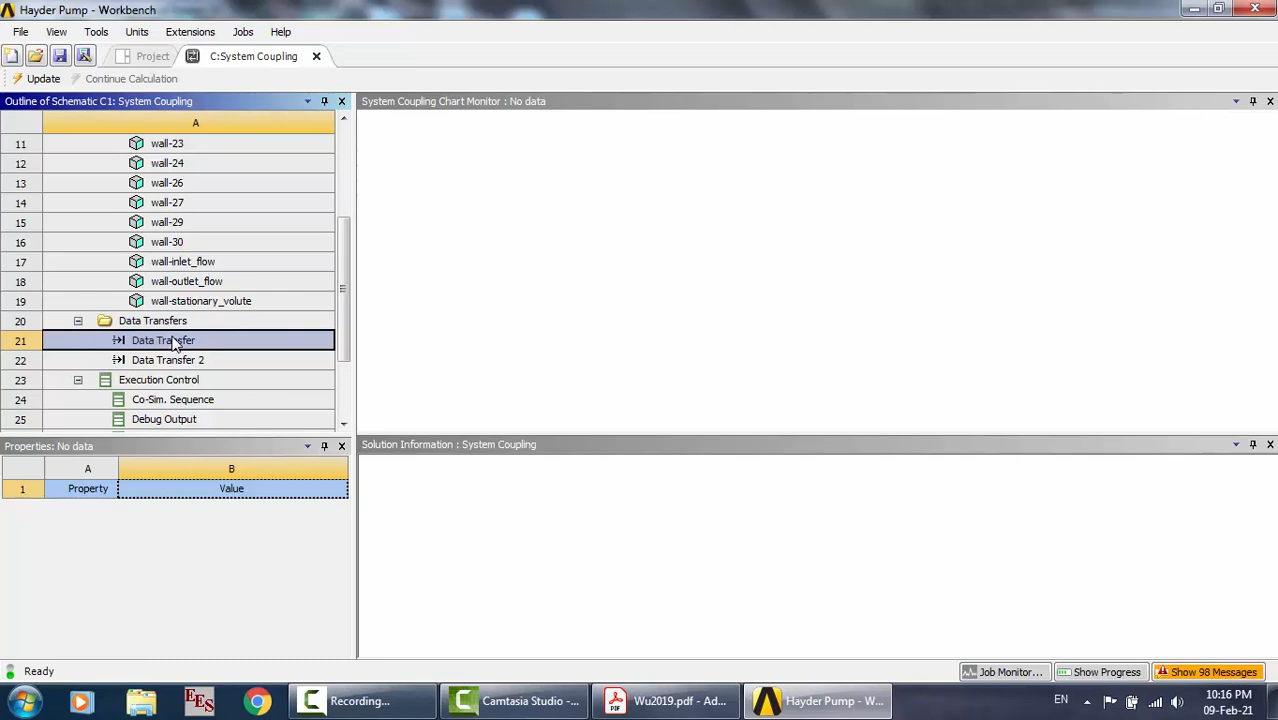 Hayder Pump - Workbench
File View Tools Units Extensions Jobs Help
Project C:System Coupling
Update Continue Calculation
Outline of Schematic C1: System Coupling
A
11 wall-23
12 wall-24
13 wall-26
14 wall-27
15 wall-29
16 wall-30
17 wall-inlet_flow
18 wall-outlet_flow
19 wall-stationary_volute
20 Data Transfers
21 Data Transfer
22 Data Transfer 2
23 Execution Control
24 Co-Sim. Sequence
25 Debug Output
System Coupling Chart Monitor : No data
Properties: No data
A B
1 Property Value
Solution Information : System Coupling
Ready
Job Monitor... Show Progress Show 98 Messages
EES
Recording... Camtasia Studio -... Wu2019.pdf - Ad... Hayder Pump - W...
EN
10:16 PM
09-Feb-21